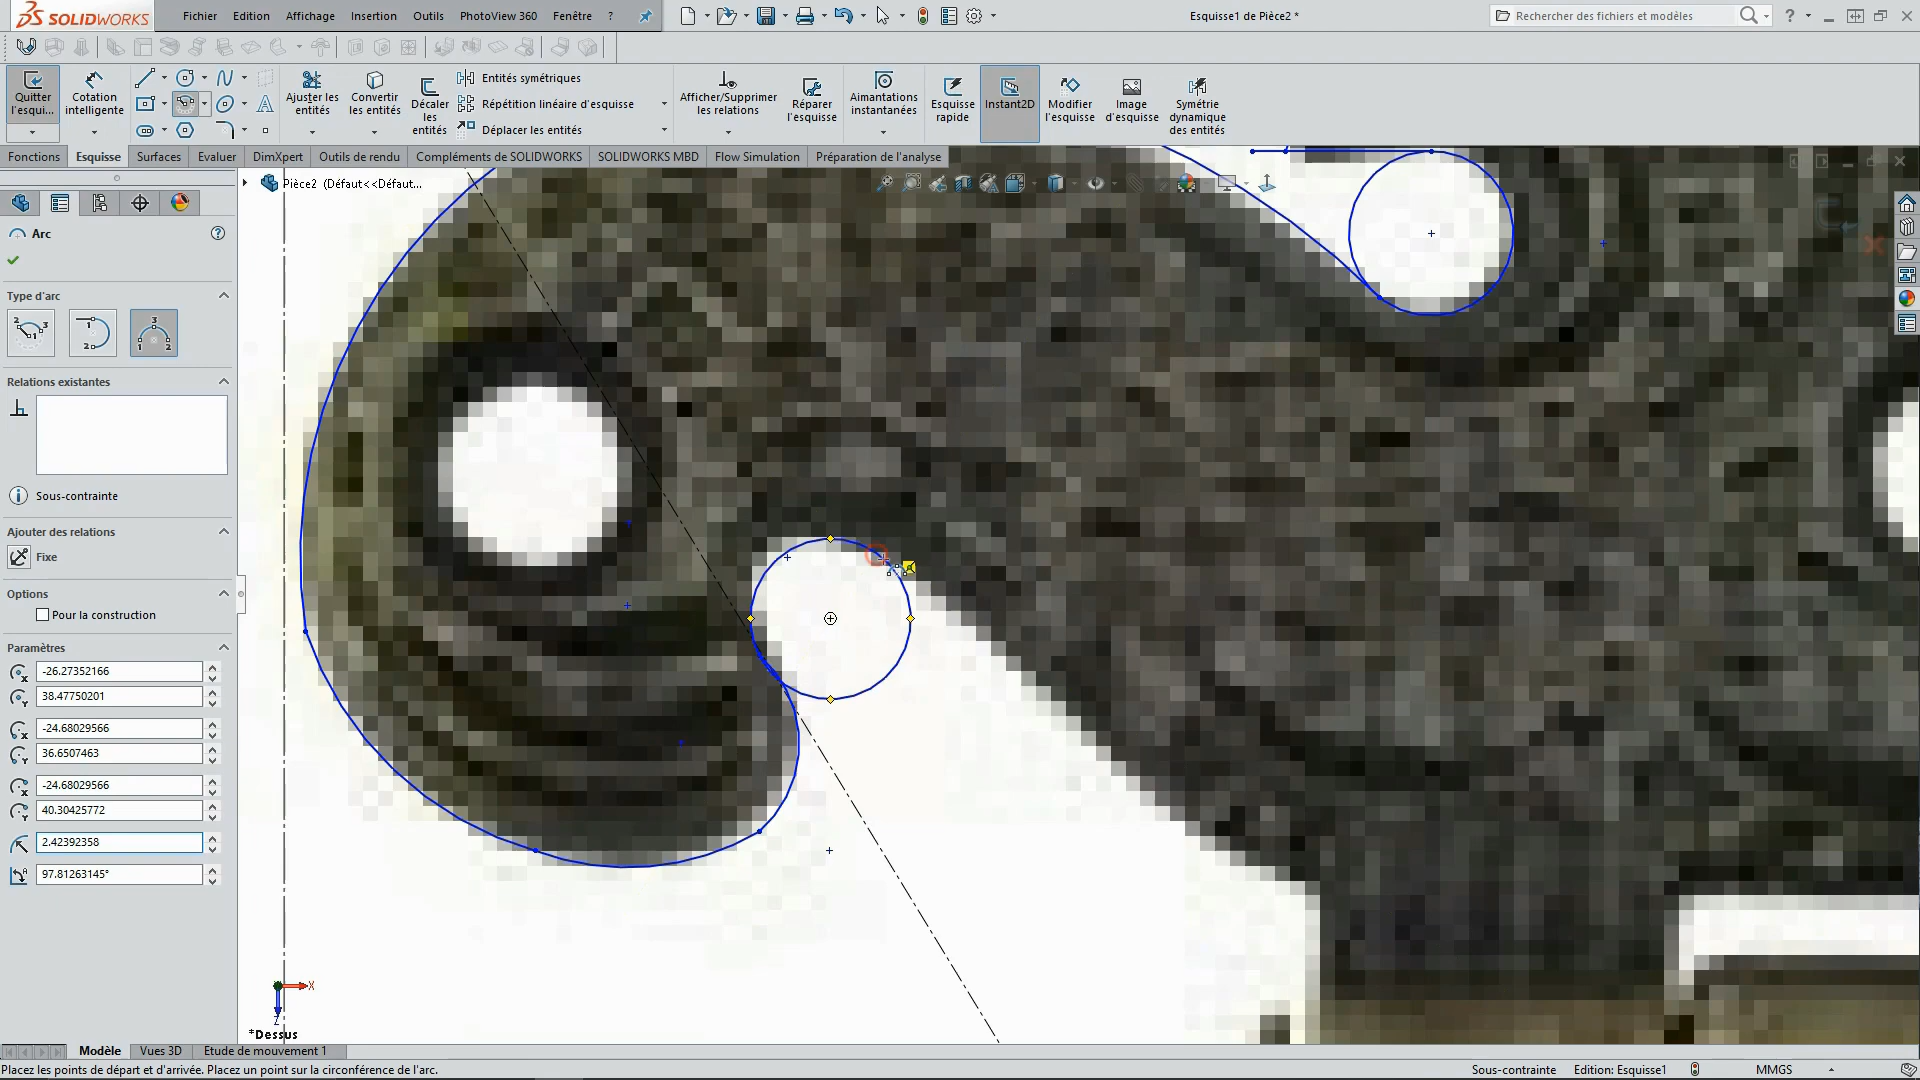 SOLIDWORKS
Fichier
Edition
Affichage
Insertion
Outils
PhotoView 360
Fenêtre
?
Esquisse1 de Pièce2 *
Rechercher des fichiers et modèles
Quitter l'esqui...
Cotation intelligente
Ajuster les entités
Convertir les entités
Décaler les entités
Entités symétriques
Répétition linéaire d'esquisse
Déplacer les entités
Afficher/Supprimer les relations
Réparer l'esquisse
Aimantations instantanées
Esquisse rapide
Instant2D
Modifier l'esquisse
Image d'esquisse
Symétrie dynamique des entités
Fonctions
Esquisse
Surfaces
Evaluer
DimXpert
Outils de rendu
Compléments de SOLIDWORKS
SOLIDWORKS MBD
Flow Simulation
Préparation de l'analyse
Pièce2 (Défaut<<Défaut...
Arc
Type d'arc
Relations existantes
Sous-contrainte
Ajouter des relations
Fixe
Options
Pour la construction
Paramètres
-26.27352166
38.47750201
-24.68029566
36.6507463
-24.68029566
40.30425772
2.42392358
97.81263145°
X
Z
*Dessus
Modèle
Vues 3D
Etude de mouvement 1
Placez les points de départ et d'arrivée. Placez un point sur la circonférence de l'arc.
Sous-contrainte
Edition: Esquisse1
MMGS